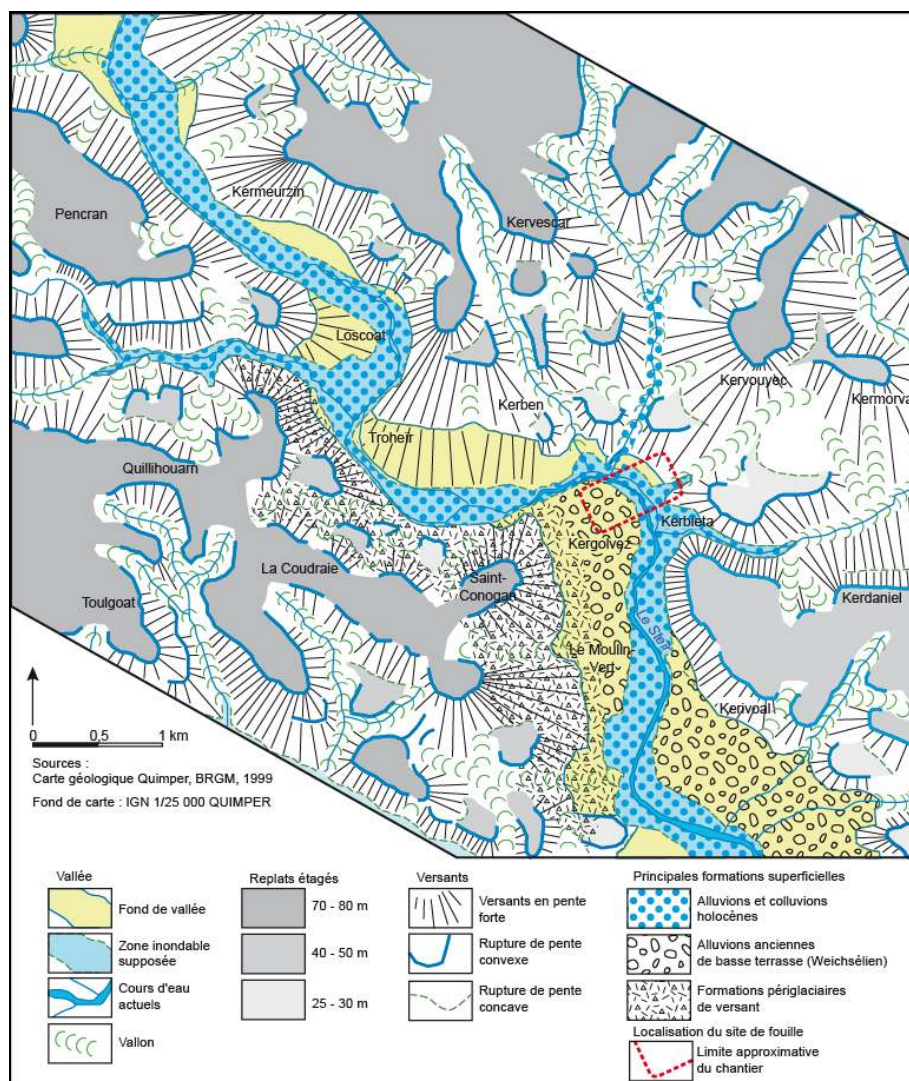 Pencran
Kermeurzin
Kervescar
Loscoat
Kervouyec
Kermorva
Kerben
Troheïr
Quillihouarn
Kerbleta
Kergolvez
La Coudraie
Saint-
Conogan
Toulgoat
Kerdaniel
Le Steïr
Le Moulin-
Vert
Kerivoal
0 0,5 1 km
Sources :
Carte géologique Quimper, BRGM, 1999
Fond de carte : IGN 1/25 000 QUIMPER
Vallée
Fond de vallée
Zone inondable
supposée
Cours d'eau
actuels
Vallon
Replats étagés
70 - 80 m
40 - 50 m
25 - 30 m
Versants
Versants en pente
forte
Rupture de pente
convexe
Rupture de pente
concave
Principales formations superficielles
Alluvions et colluvions
holocènes
Alluvions anciennes
de basse terrasse (Weichsélien)
Formations périglaciaires
de versant
Localisation du site de fouille
Limite approximative
du chantier